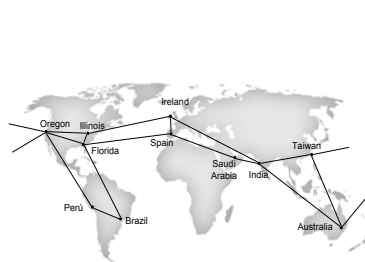 Ireland
Oregon
Illinois
Florida
Spain
Taiwan
Saudi
Arabia
India
Perú
Brazil
Australia